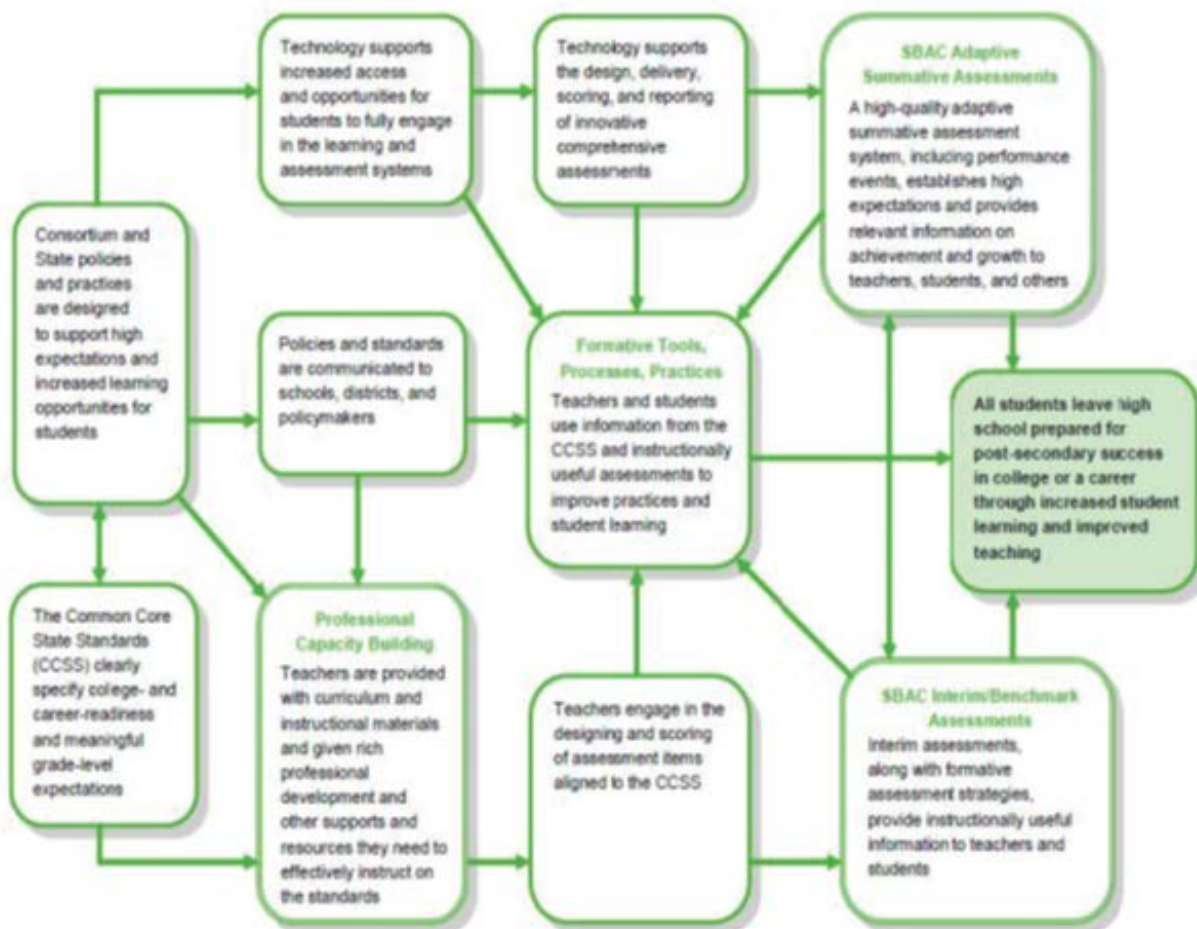 Technology supports
increased access
and opportunities for
students to fully engage
in the learning and
assessment systems
Technology supports
the design, delivery,
scoring, and reporting
of innovative
comprehensive
assessments
SBAC Adaptive
Summative Assessments
A high-quality adaptive
summative assessment
system, including performance
events, establishes high
expectations and provides
relevant information on
achievement and growth to
teachers, students, and others
Consortium and
State policies
and practices
are designed
to support high
expectations and
increased learning
opportunities for
students
Policies and standards
are communicated to
schools, districts, and
policymakers
Formative Tools,
Processes, Practices
Teachers and students
use information from the
CCSS and instructionally
useful assessments to
improve practices and
student learning
All students leave high
school prepared for
post-secondary success
in college or a career
through increased student
learning and improved
teaching
The Common Core
State Standards
(CCSS) clearly
specify college- and
career-readiness
and meaningful
grade-level
expectations
Professional
Capacity Building
Teachers are provided
with curriculum and
instructional materials
and given rich
professional
development and
other supports and
resources they need to
effectively instruct on
the standards
Teachers engage in the
designing and scoring
of assessment items
aligned to the CCSS
SBAC Interim/Benchmark
Assessments
Interim assessments,
along with formative
assessment strategies,
provide instructionally useful
information to teachers and
students